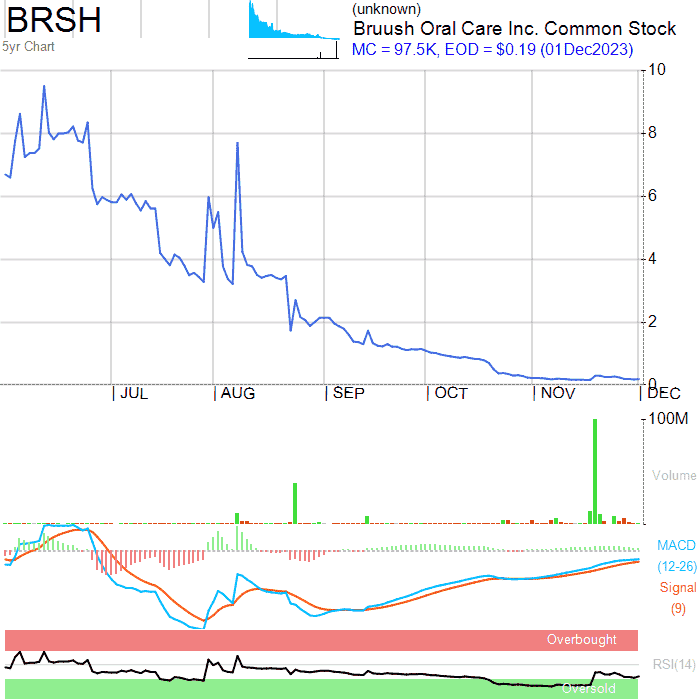 BRSH
(unknown)
Bruush Oral Care Inc. Common Stock
5yr Chart
MC = 97.5K, EOD = $0.19 (01Dec2023)
10
8
6
4
2
0
JUL
AUG
SEP
OCT
NOV
DEC
100M
Volume
MACD
(12-26)
Signal
(9)
Overbought
RSI(14)
Oversold